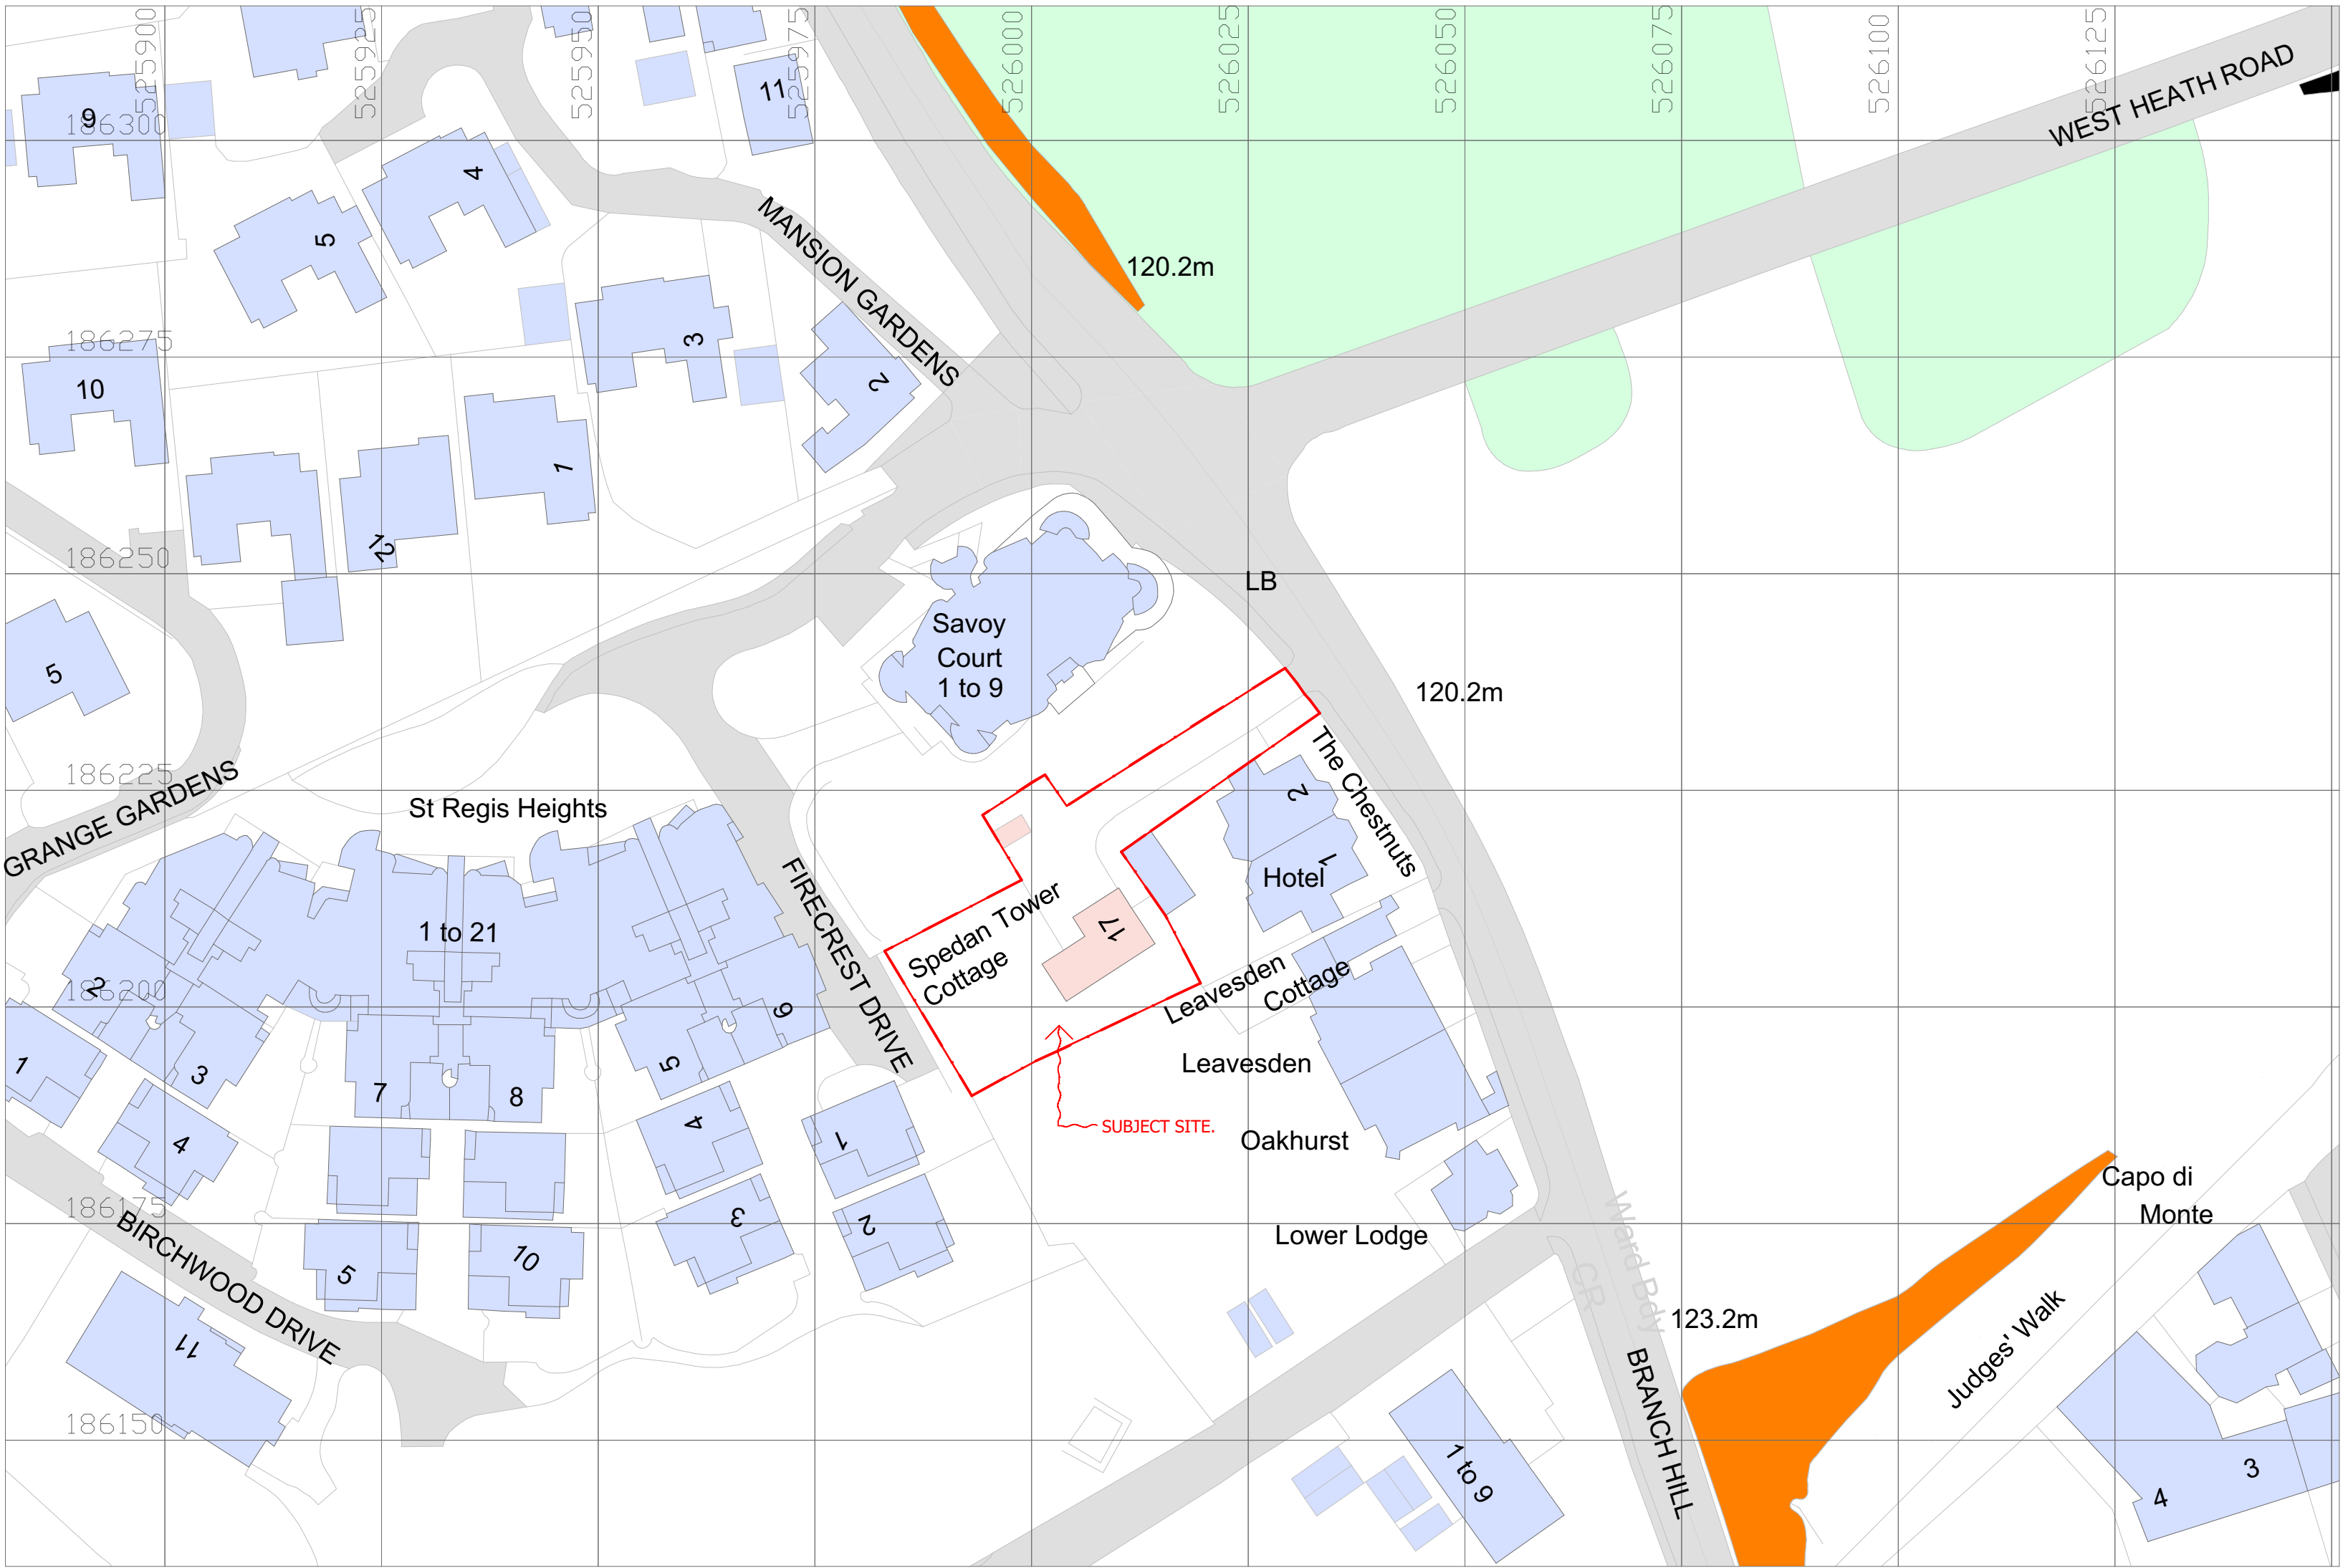 525900
525925
525950
525975
526000
526025
526050
526075
526100
526125
WEST HEATH ROAD
9
11
186300
4
5
MANSION GARDENS
120.2m
3
186275
2
10
1
12
186250
LB
Savoy
Court
1 to 9
5
120.2m
The Chestnuts
186225
GRANGE GARDENS
St Regis Heights
2
1
Hotel
FIRECREST DRIVE
Spedan Tower
Cottage
17
1 to 21
Leavesden
Cottage
2
186200
6
5
Leavesden
1
3
7
8
SUBJECT SITE.
4
4
1
Oakhurst
Capo di
Monte
186175
BIRCHWOOD DRIVE
3
2
Lower Lodge
Ward Bdy
CR
5
10
123.2m
Judges' Walk
11
BRANCH HILL
186150
1 to 9
3
4